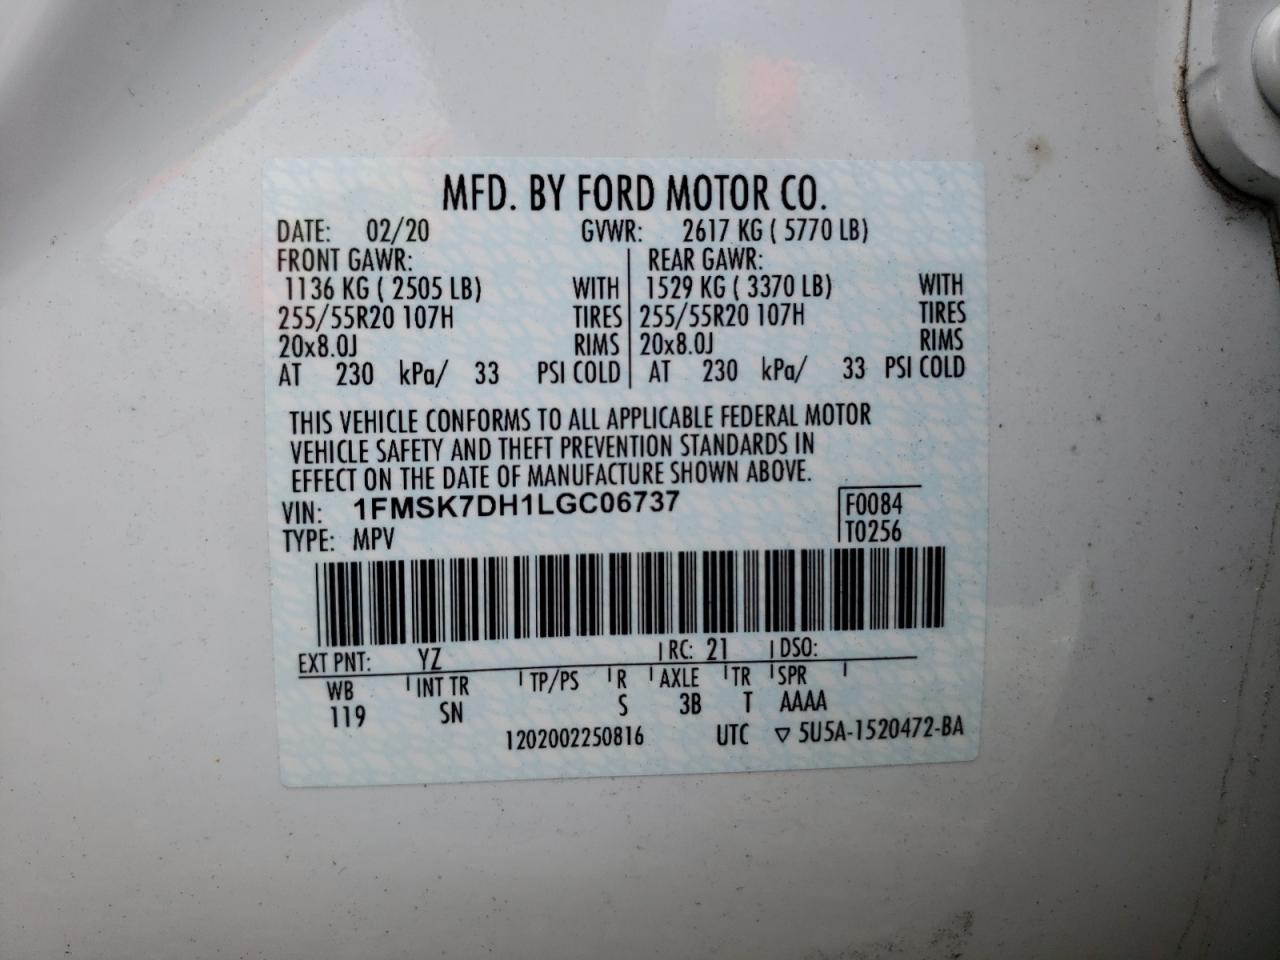 MFD. BY FORD MOTOR CO.
DATE: 02/20 GVWR: 2617 KG ( 5770 LB)
FRONT GAWR: REAR GAWR:
1136 KG ( 2505 LB) WITH 1529 KG ( 3370 LB) WITH
255/55R20 107H TIRES 255/55R20 107H TIRES
20x8.0J RIMS 20x8.0J RIMS
AT 230 kPa/ 33 PSI COLD AT 230 kPa/ 33 PSI COLD
THIS VEHICLE CONFORMS TO ALL APPLICABLE FEDERAL MOTOR
VEHICLE SAFETY AND THEFT PREVENTION STANDARDS IN
EFFECT ON THE DATE OF MANUFACTURE SHOWN ABOVE.
VIN: 1FMSK7DH1LGC06737 F0084
TYPE: MPV T0256
EXT PNT: YZ RC: 21 DSO:
WB INT TR TP/PS R AXLE TR SPR
119 SN S 3B T AAAA
1202002250816 UTC ▽ 5U5A-1520472-BA